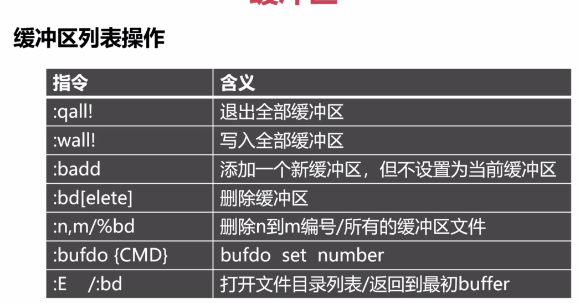 缓冲区
缓冲区列表操作
指令 含义
:qall! 退出全部缓冲区
:wall! 写入全部缓冲区
:badd 添加一个新缓冲区，但不设置为当前缓冲区
:bd[elete] 删除缓冲区
:n,m/%bd 删除n到m编号/所有的缓冲区文件
:bufdo {CMD} bufdo set number
:E /:bd 打开文件目录列表/返回到最初buffer